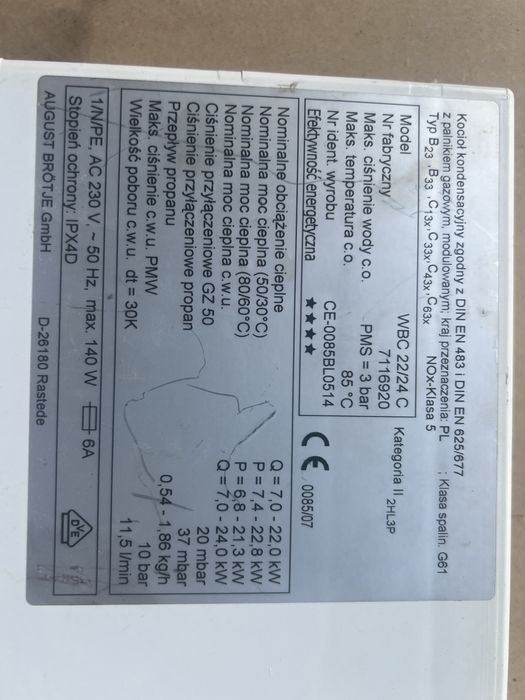 Kocioł kondensacyjny zgodny z DIN EN 483 i DIN EN 625/677
z palnikiem gazowym, modulowanym; kraj przeznaczenia: PL ; Klasa spalin. G61
Typ B23 ,B33 ,C13x,C33x,C43x ,C63x NOx-Klasa 5
Model WBC 22/24 C Kategoria II 2HL3P
Nr fabryczny 7116920
Maks. ciśnienie wody c.o. PMS = 3 bar
Maks. temperatura c.o. 85 °C
Nr ident. wyrobu CE-0085BL0514
Efektywność energetyczna ★★★★
CE 0085/07
Nominalne obciążenie cieplne Q = 7,0 - 22,0 kW
Nominalna moc cieplna (50/30°C) P = 7,4 - 22,8 kW
Nominalna moc cieplna (80/60°C) P = 6,8 - 21,3 kW
Nominalna moc cieplna c.w.u. Q = 7,0 - 24,0 kW
Ciśnienie przyłączeniowe GZ 50 20 mbar
Ciśnienie przyłączeniowe propan 37 mbar
Przepływ propanu 0,54 - 1,86 kg/h
Maks. ciśnienie c.w.u. PMW 10 bar
Wielkość poboru c.w.u. dt = 30K 11,5 l/min
1/N/PE, AC 230 V, ~ 50 Hz, max. 140 W 6A
Stopień ochrony: IPX4D
DVE
AUGUST BRÖTJE GmbH D-26180 Rastede